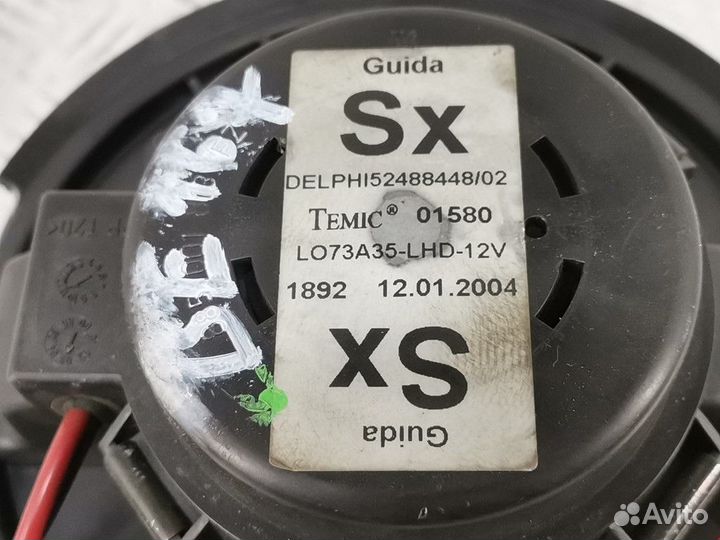 Guida
Sx
DELPHI52488448/02
TEMIC® 01580
LO73A35-LHD-12V
1892 12.01.2004
Sx
Guida
Avito